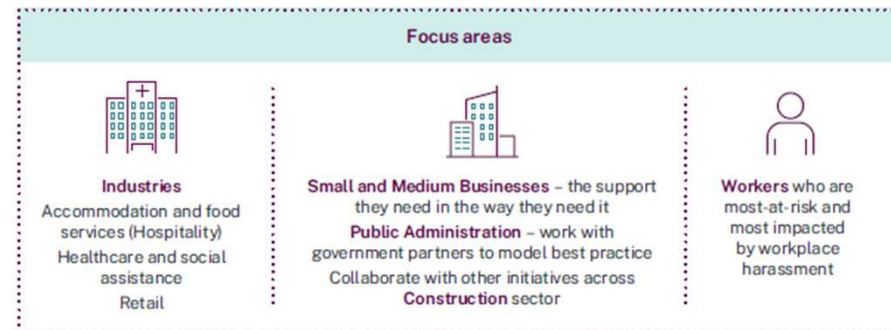 Focus areas
Industries
Accommodation and food
services (Hospitality)
Healthcare and social
assistance
Retail
Small and Medium Businesses – the support
they need in the way they need it
Public Administration – work with
government partners to model best practice
Collaborate with other initiatives across
Construction sector
Workers who are
most-at-risk and
most impacted
by workplace
harassment